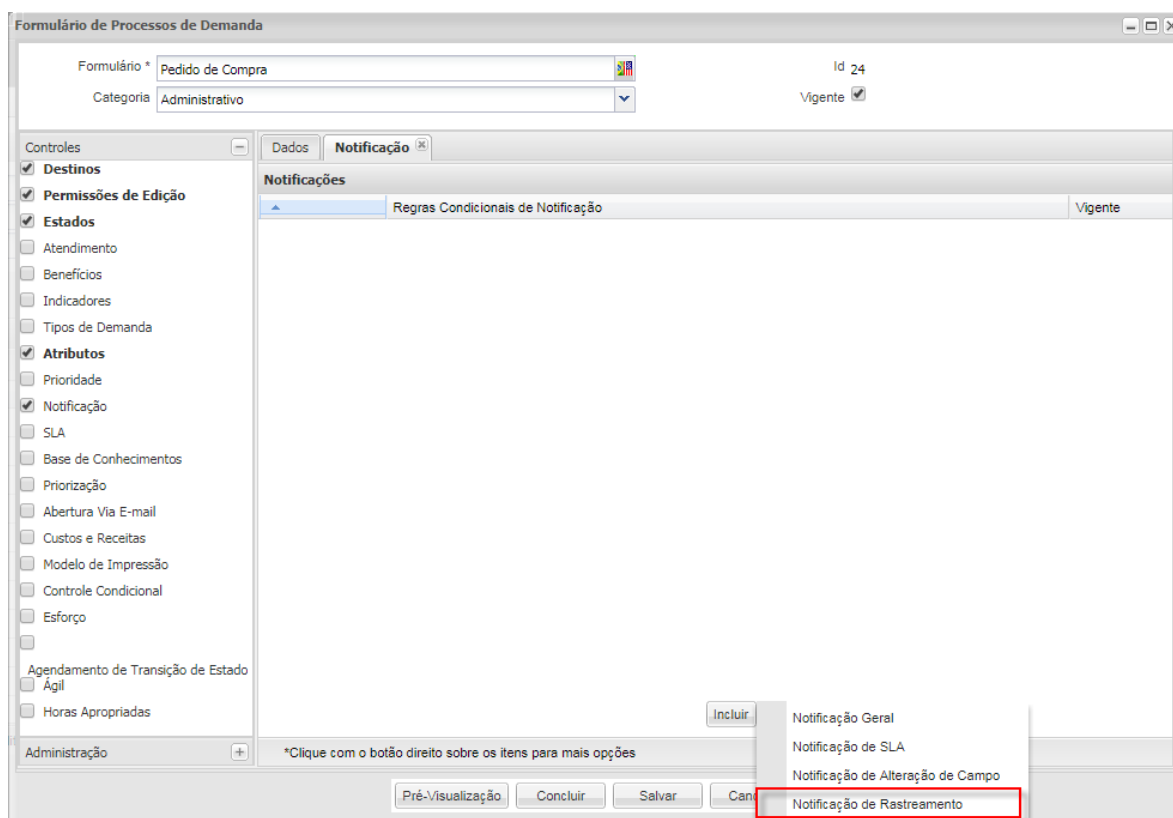 Formulário de Processos de Demanda
Formulário * Pedido de Compra Id 24
Categoria Administrativo Vigente
Controles Dados Notificação
Destinos
Notificações
Permissões de Edição
Regras Condicionais de Notificação Vigente
Estados
Atendimento
Benefícios
Indicadores
Tipos de Demanda
Atributos
Prioridade
Notificação
SLA
Base de Conhecimentos
Priorização
Abertura Via E-mail
Custos e Receitas
Modelo de Impressão
Controle Condicional
Esforço
Agendamento de Transição de Estado
Ágil
Horas Apropriadas
Incluir
Notificação Geral
Notificação de SLA
Notificação de Alteração de Campo
Notificação de Rastreamento
Administração *Clique com o botão direito sobre os itens para mais opções
Pré-Visualização Concluir Salvar